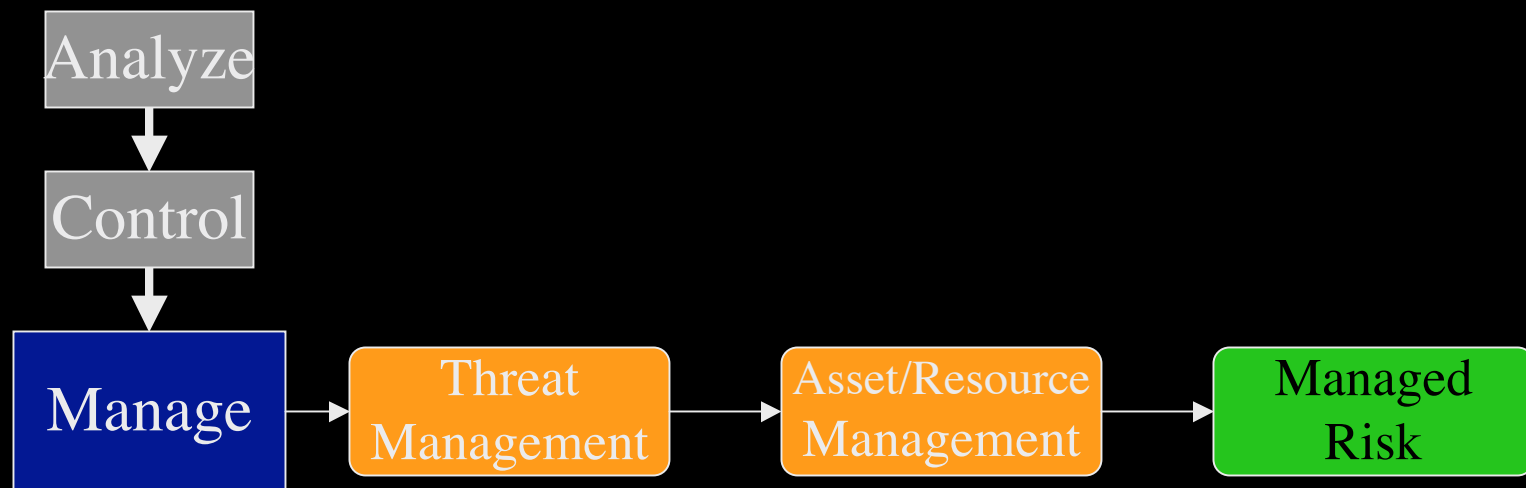 Analyze
Control
Manage
Threat
Management
Asset/Resource
Management
Managed
Risk